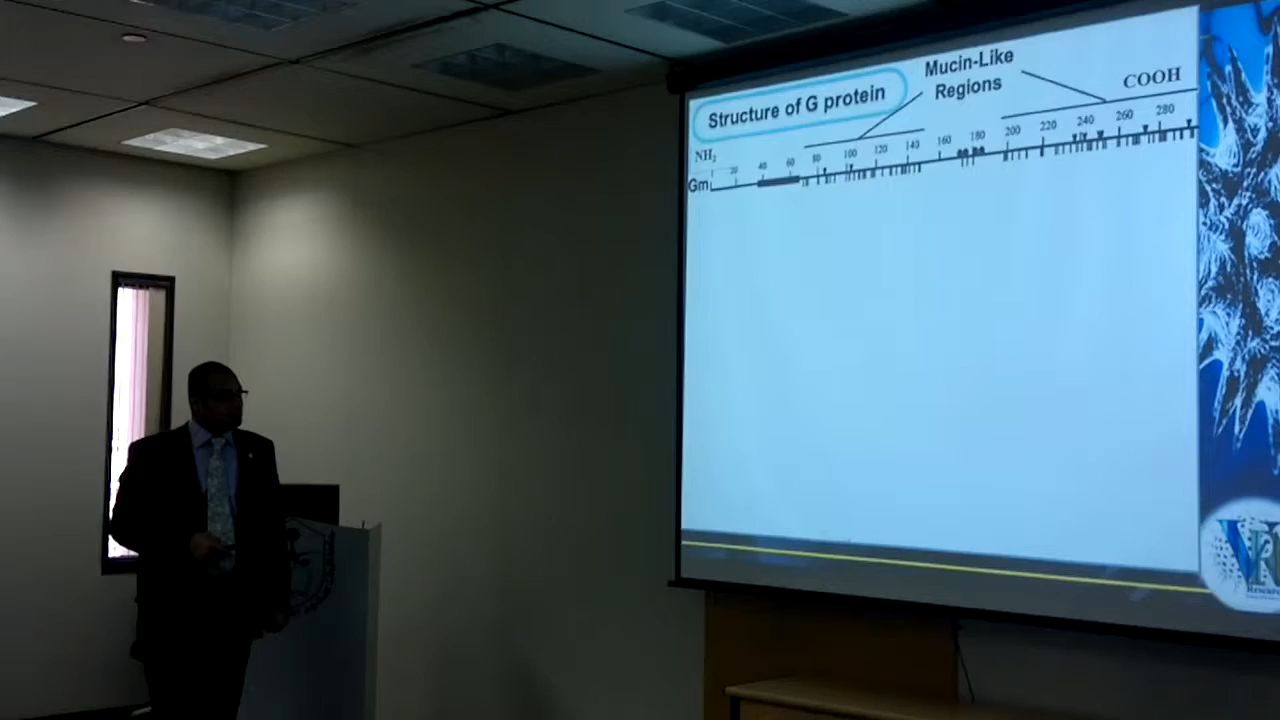 Structure of G protein
Mucin-Like
Regions
COOH
NH2
20 40 60 80 100 120 140 160 180 200 220 240 260 280
Gm